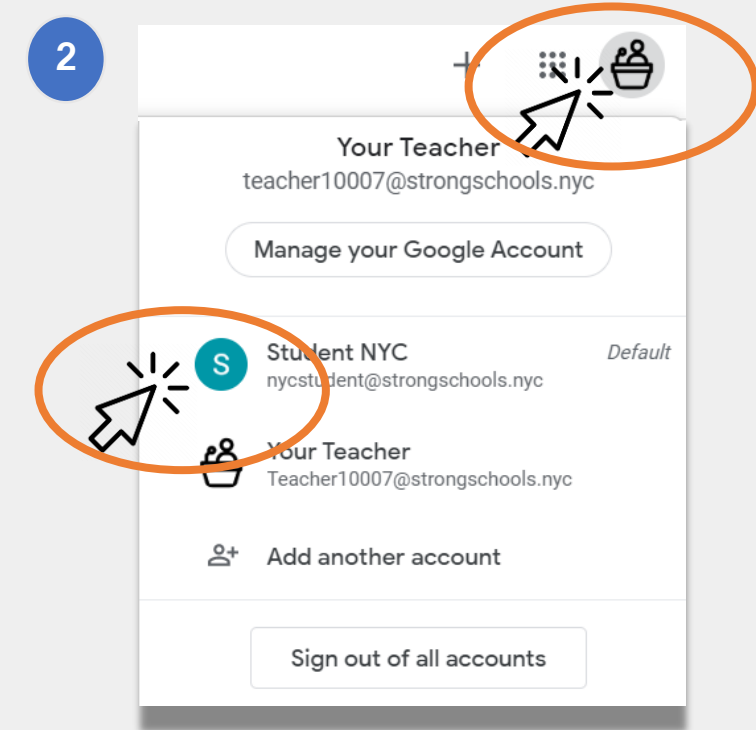 2
Your Teacher
teacher10007@strongschools.nyc
Manage your Google Account
S
Student NYC
Default
nycstudent@strongschools.nyc
Your Teacher
Teacher10007@strongschools.nyc
Add another account
Sign out of all accounts